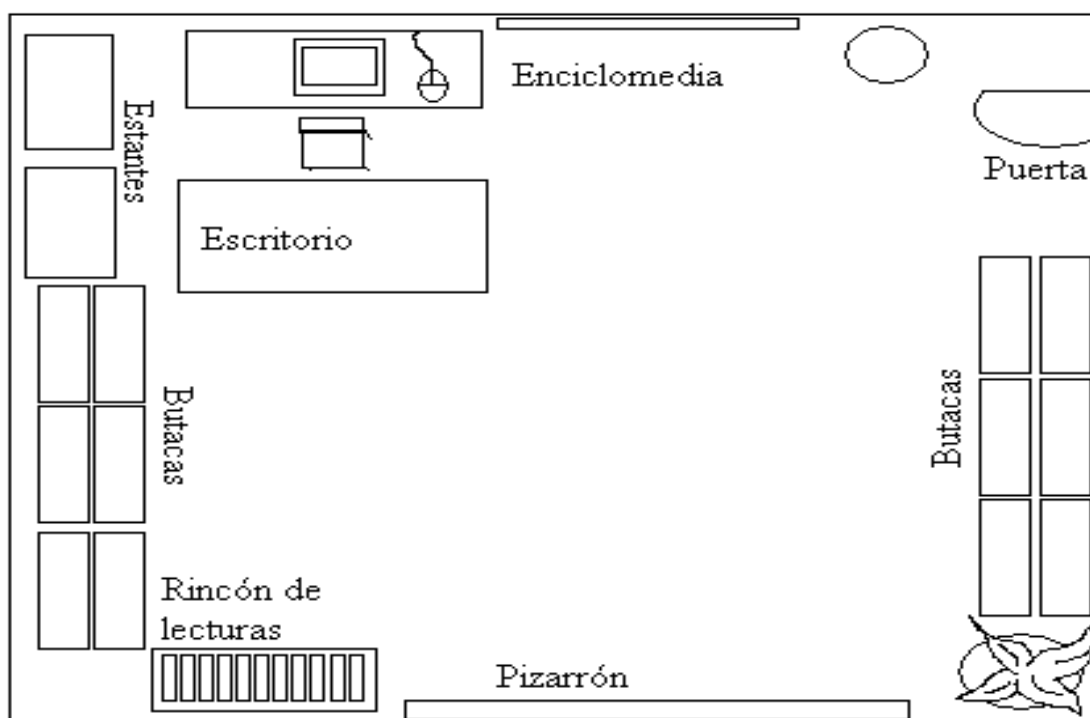 Enciclomedia
Estantes
Puerta
Escritorio
Butacas
Butacas
Rincón de
lecturas
Pizarrón